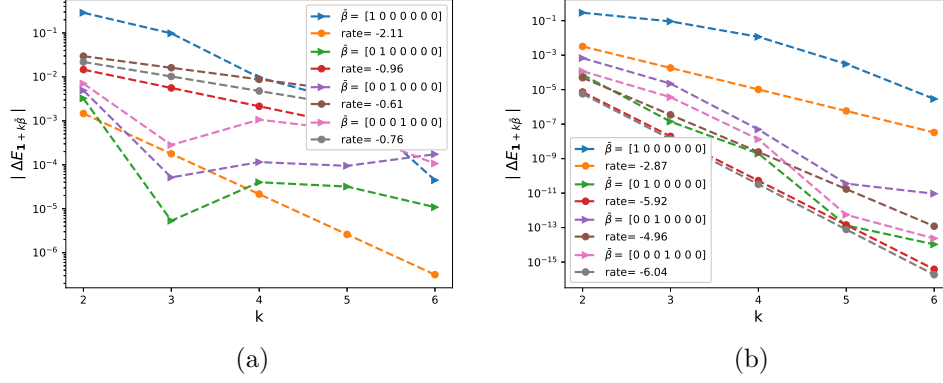 10⁻¹
10⁻²
10⁻³
10⁻⁴
10⁻⁵
10⁻⁶
| ΔE₁₊ₖβ̃ |
β̃ = [1 0 0 0 0 0 0]
rate= -2.11
β̃ = [0 1 0 0 0 0 0]
rate= -0.96
β̃ = [0 0 1 0 0 0 0]
rate= -0.61
β̃ = [0 0 0 1 0 0 0]
rate= -0.76
2 3 4 5 6
k
(a)
10⁻¹
10⁻³
10⁻⁵
10⁻⁷
10⁻⁹
10⁻¹¹
10⁻¹³
10⁻¹⁵
| ΔE₁₊ₖβ̃ |
β̃ = [1 0 0 0 0 0 0]
rate= -2.87
β̃ = [0 1 0 0 0 0 0]
rate= -5.92
β̃ = [0 0 1 0 0 0 0]
rate= -4.96
β̃ = [0 0 0 1 0 0 0]
rate= -6.04
2 3 4 5 6
k
(b)